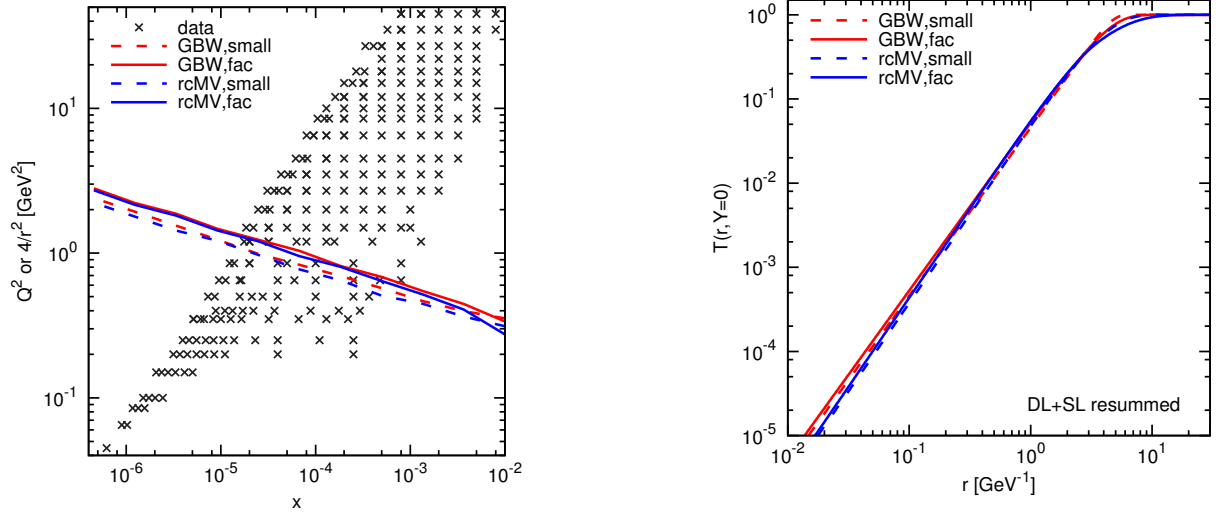 data
GBW,small
GBW,fac
rcMV,small
rcMV,fac
Q² or 4/r² [GeV²]
10¹
10⁰
10⁻¹
10⁻⁶
10⁻⁵
10⁻⁴
10⁻³
10⁻²
x
GBW,small
GBW,fac
rcMV,small
rcMV,fac
T(r,Y=0)
10⁰
10⁻¹
10⁻²
10⁻³
10⁻⁴
10⁻⁵
DL+SL resummed
10⁻²
10⁻¹
10⁰
10¹
r [GeV⁻¹]